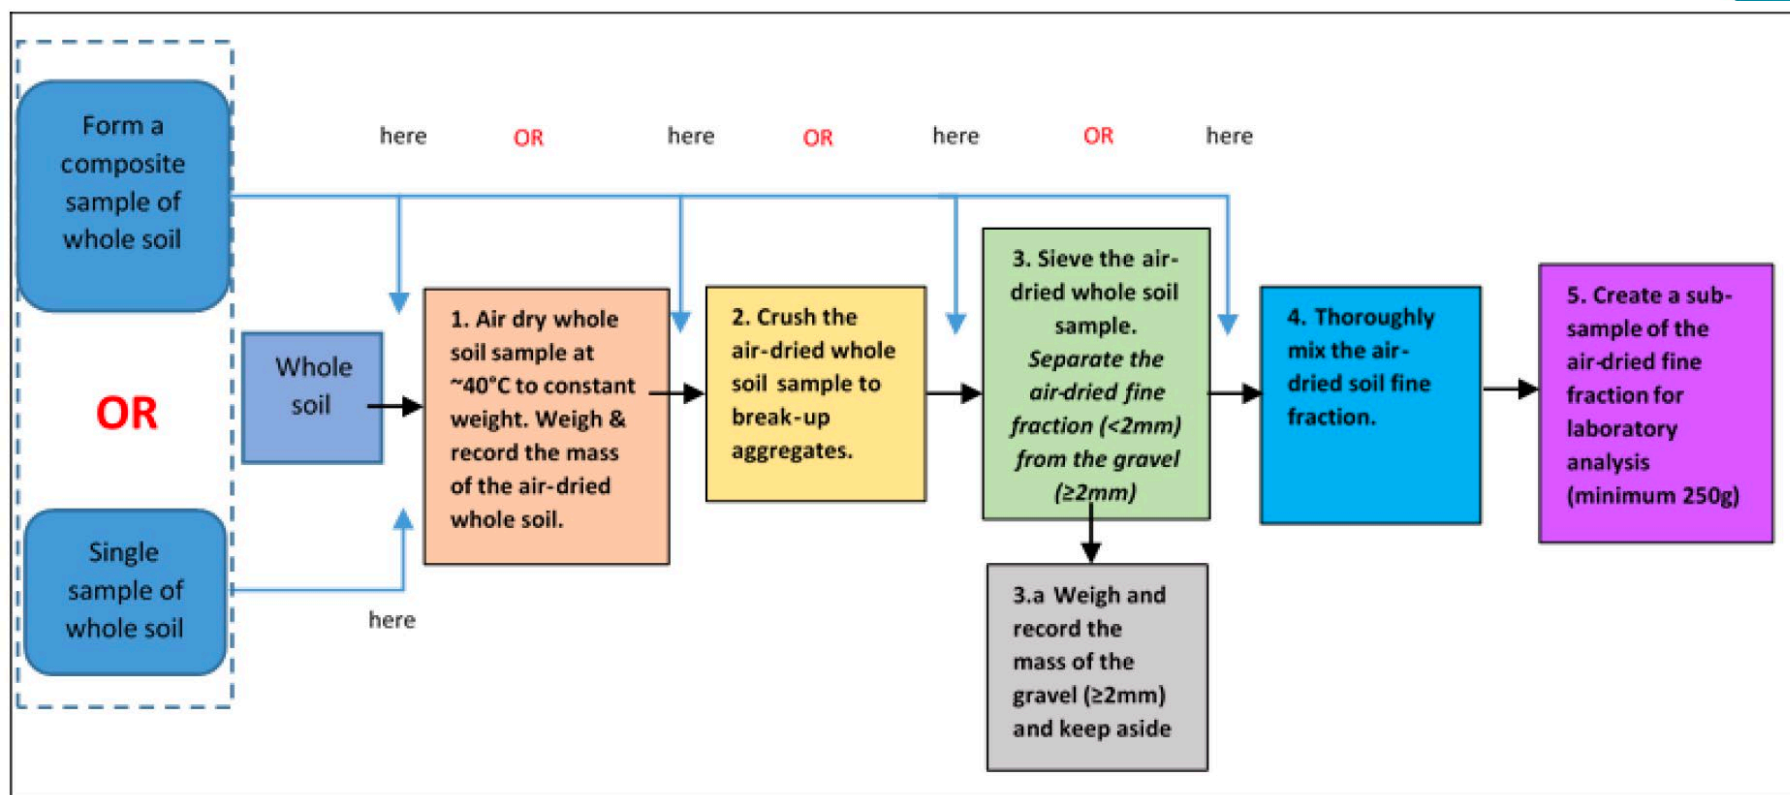 Form a
composite
sample of
whole soil
OR
Single
sample of
whole soil
here OR here OR here OR here
here
Whole
soil
1. Air dry whole
soil sample at
~40°C to constant
weight. Weigh &
record the mass
of the air-dried
whole soil.
2. Crush the
air-dried whole
soil sample to
break-up
aggregates.
3. Sieve the air-
dried whole soil
sample.
Separate the
air-dried fine
fraction (<2mm)
from the gravel
(≥2mm)
3.a Weigh and
record the
mass of the
gravel (≥2mm)
and keep aside
4. Thoroughly
mix the air-
dried soil fine
fraction.
5. Create a sub-
sample of the
air-dried fine
fraction for
laboratory
analysis
(minimum 250g)